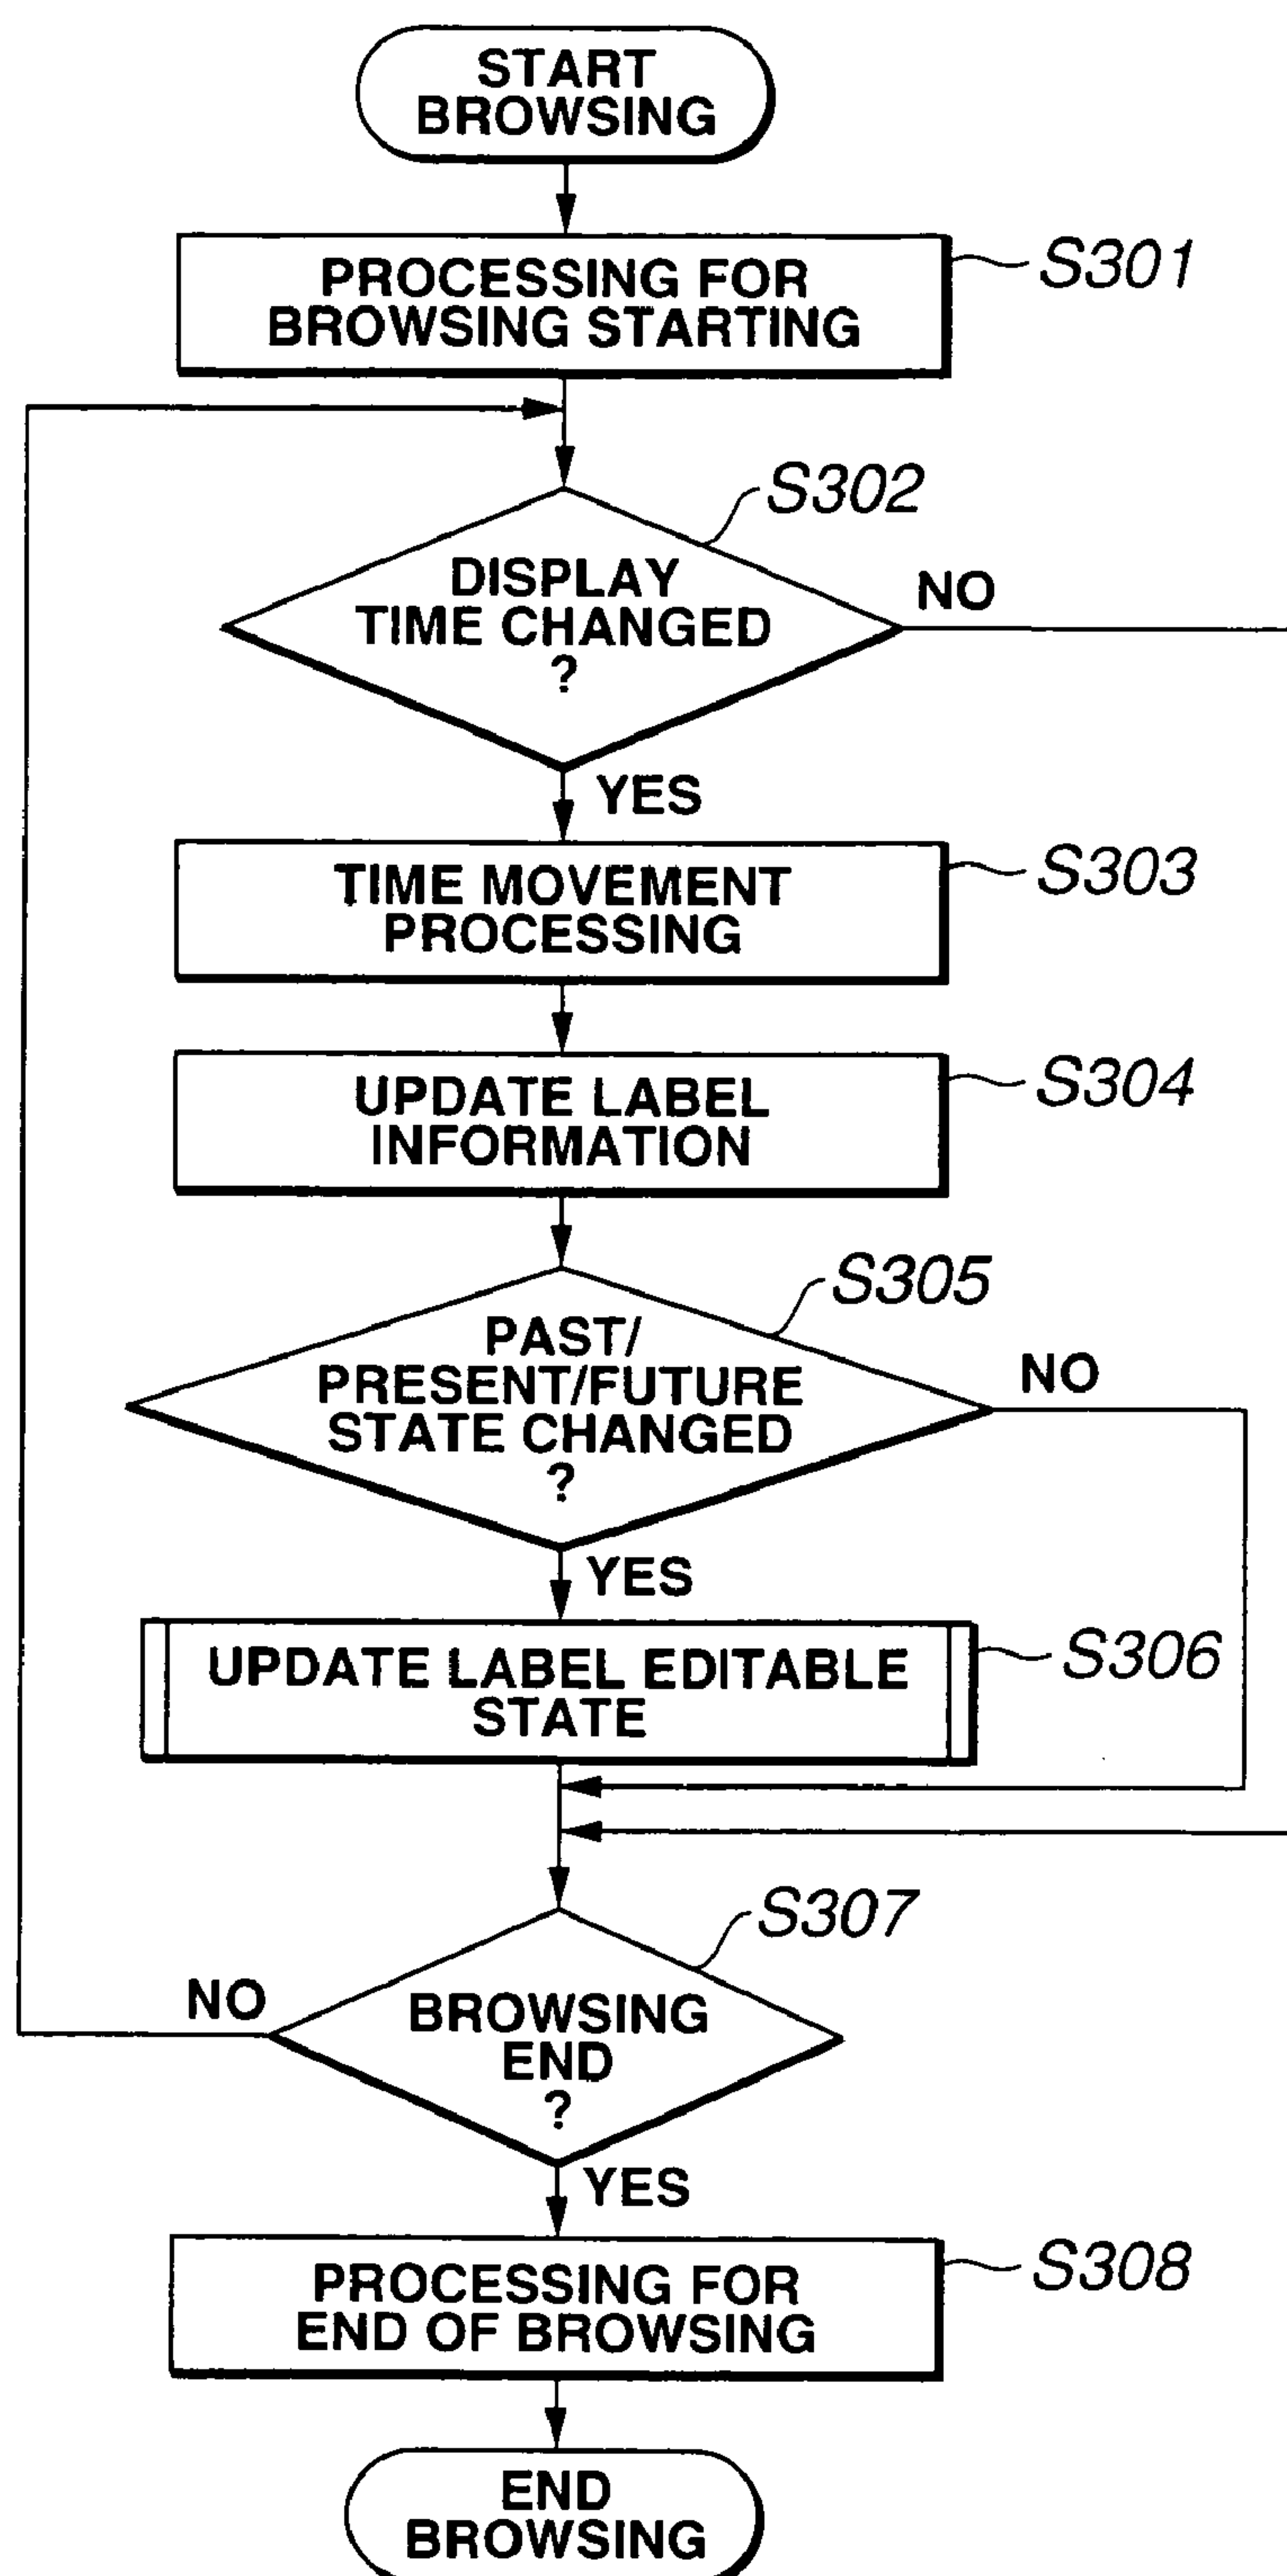 START
BROWSING
PROCESSING FOR
BROWSING STARTING
S301
S302
DISPLAY
TIME CHANGED
?
NO
YES
TIME MOVEMENT
PROCESSING
S303
UPDATE LABEL
INFORMATION
S304
S305
PAST/
PRESENT/FUTURE
STATE CHANGED
?
NO
YES
UPDATE LABEL EDITABLE
STATE
S306
S307
BROWSING
END
?
NO
YES
PROCESSING FOR
END OF BROWSING
S308
END
BROWSING